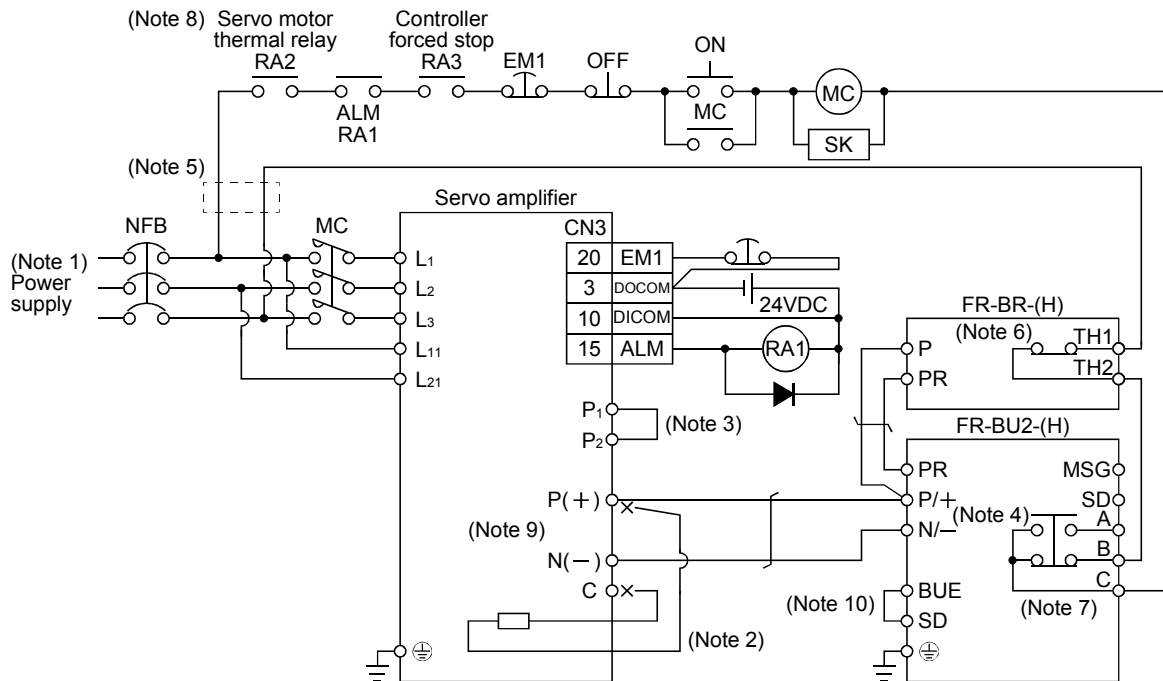 (Note 8)
Servo motor
thermal relay
RA2
Controller
forced stop
RA3
EM1
OFF
ON
MC
MC
SK
ALM
RA1
(Note 5)
Servo amplifier
NFB
MC
(Note 1)
Power
supply
L1
L2
L3
L11
L21
CN3
20 EM1
3 DOCOM
10 DICOM
15 ALM
24VDC
RA1
P1
P2
(Note 3)
P(+)
(Note 9)
N(−)
C
(Note 2)
FR-BR-(H)
(Note 6)
P
PR
TH1
TH2
FR-BU2-(H)
PR
P/+
N/−
MSG
SD
(Note 4)
A
B
C
(Note 7)
BUE
SD
(Note 10)